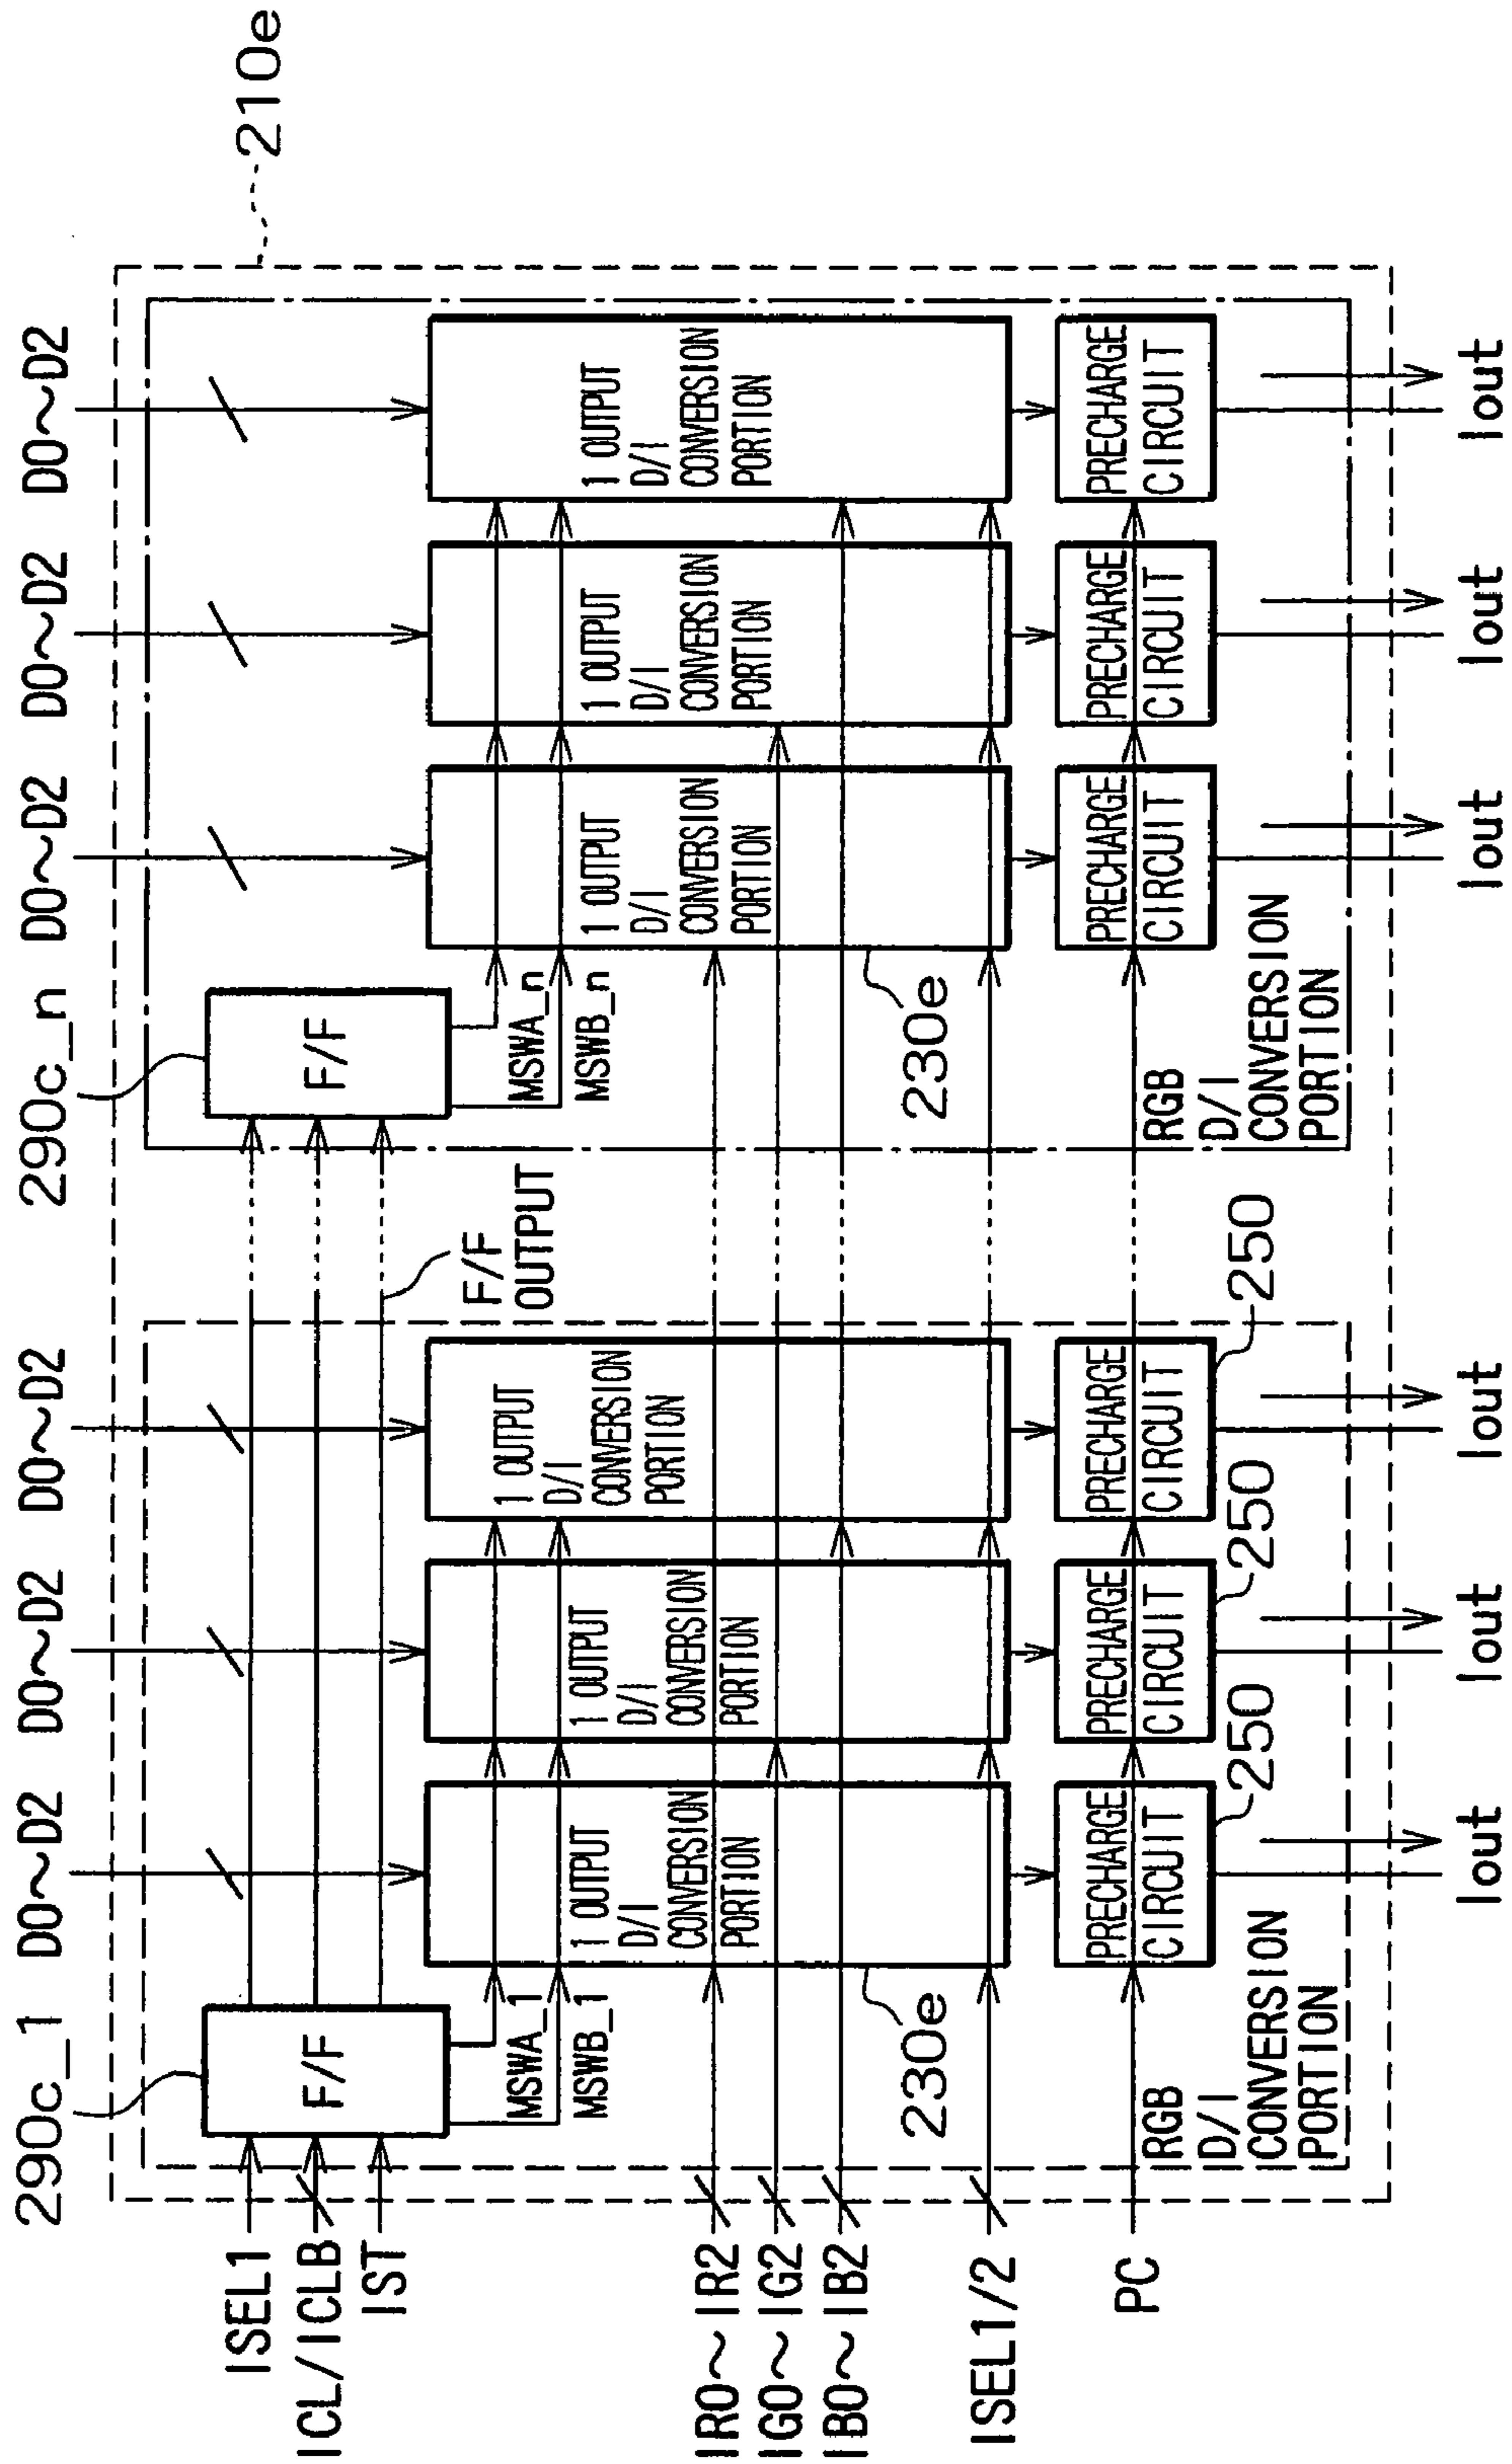 210e
290c_1
D0~D2
D0~D2
D0~D2
290c_n
D0~D2
D0~D2
D0~D2
ISEL1
ICL/ICLB
IST
F/F
F/F
F/F
OUTPUT
MSWA_1
MSWB_1
MSWA_n
MSWB_n
1 OUTPUT
D/I
CONVERSION
PORTION
1 OUTPUT
D/I
CONVERSION
PORTION
1 OUTPUT
D/I
CONVERSION
PORTION
1 OUTPUT
D/I
CONVERSION
PORTION
1 OUTPUT
D/I
CONVERSION
PORTION
1 OUTPUT
D/I
CONVERSION
PORTION
IR0~IR2
IG0~IG2
IB0~IB2
230e
230e
ISEL1/2
PC
PRECHARGE
CIRCUIT
PRECHARGE
CIRCUIT
PRECHARGE
CIRCUIT
PRECHARGE
CIRCUIT
PRECHARGE
CIRCUIT
PRECHARGE
CIRCUIT
250
250
250
RGB
D/I
CONVERSION
PORTION
RGB
D/I
CONVERSION
PORTION
Iout
Iout
Iout
Iout
Iout
Iout